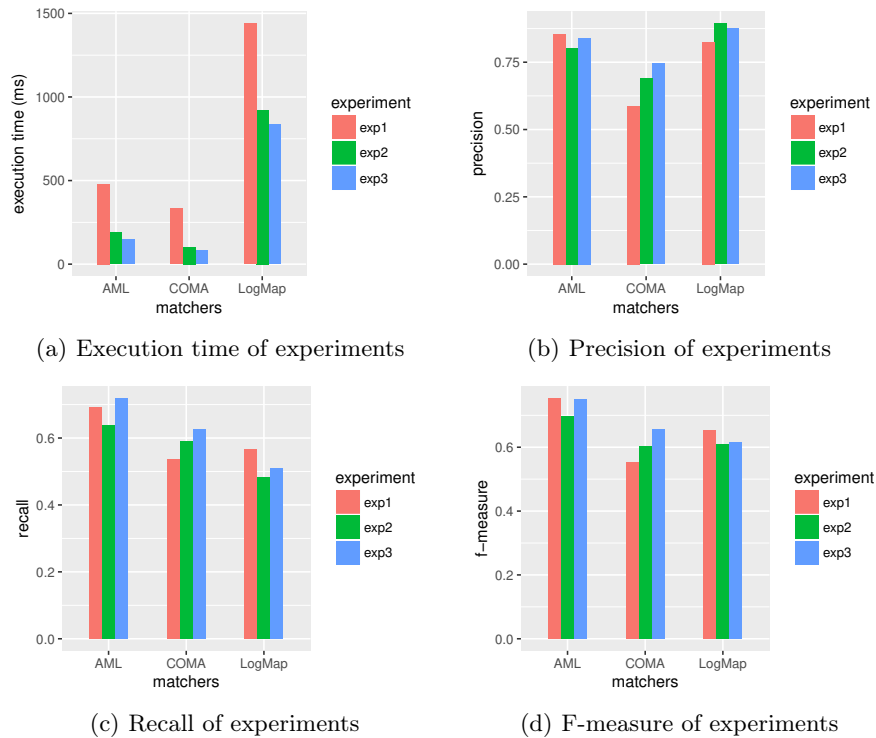 execution time (ms)
1500
1000
500
0
AML COMA LogMap
matchers
experiment
exp1
exp2
exp3
(a) Execution time of experiments
precision
0.75
0.50
0.25
0.00
AML COMA LogMap
matchers
experiment
exp1
exp2
exp3
(b) Precision of experiments
recall
0.6
0.4
0.2
0.0
AML COMA LogMap
matchers
experiment
exp1
exp2
exp3
(c) Recall of experiments
f−measure
0.6
0.4
0.2
0.0
AML COMA LogMap
matchers
experiment
exp1
exp2
exp3
(d) F-measure of experiments